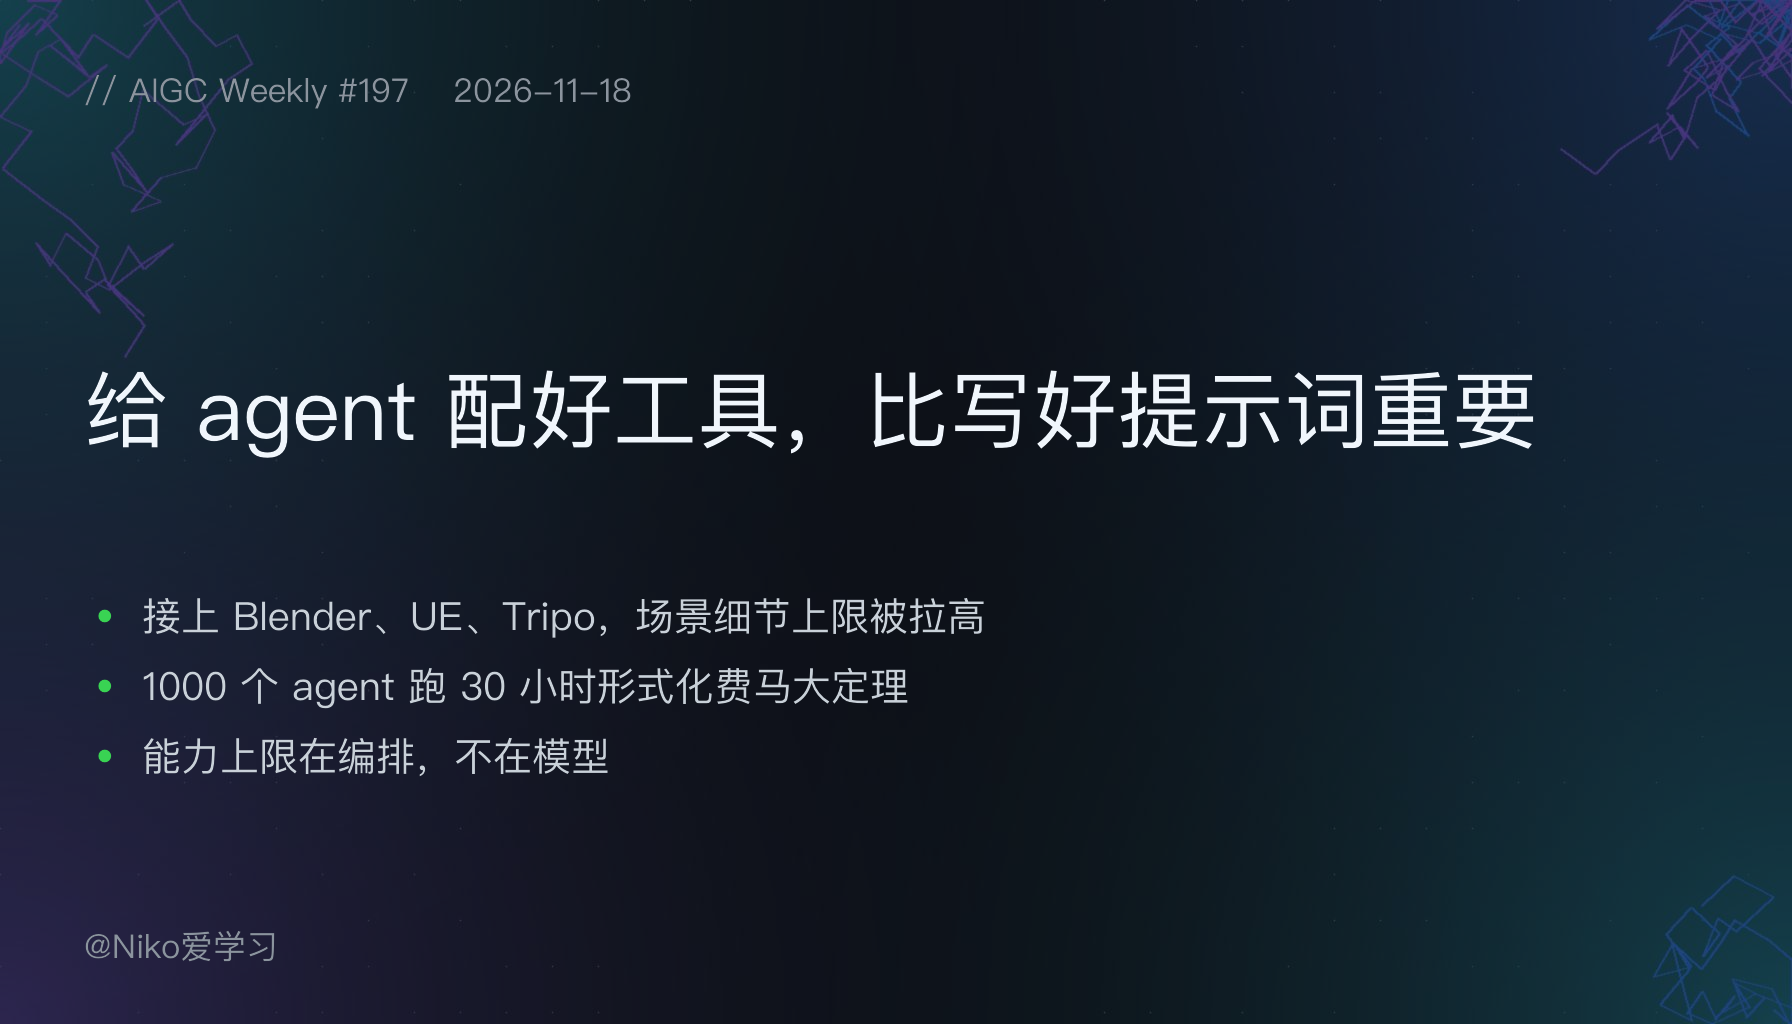 // AIGC Weekly #197 2026-11-18
给 agent 配好工具，比写好提示词重要
• 接上 Blender、UE、Tripo，场景细节上限被拉高
• 1000 个 agent 跑 30 小时形式化费马大定理
• 能力上限在编排，不在模型
@Niko爱学习